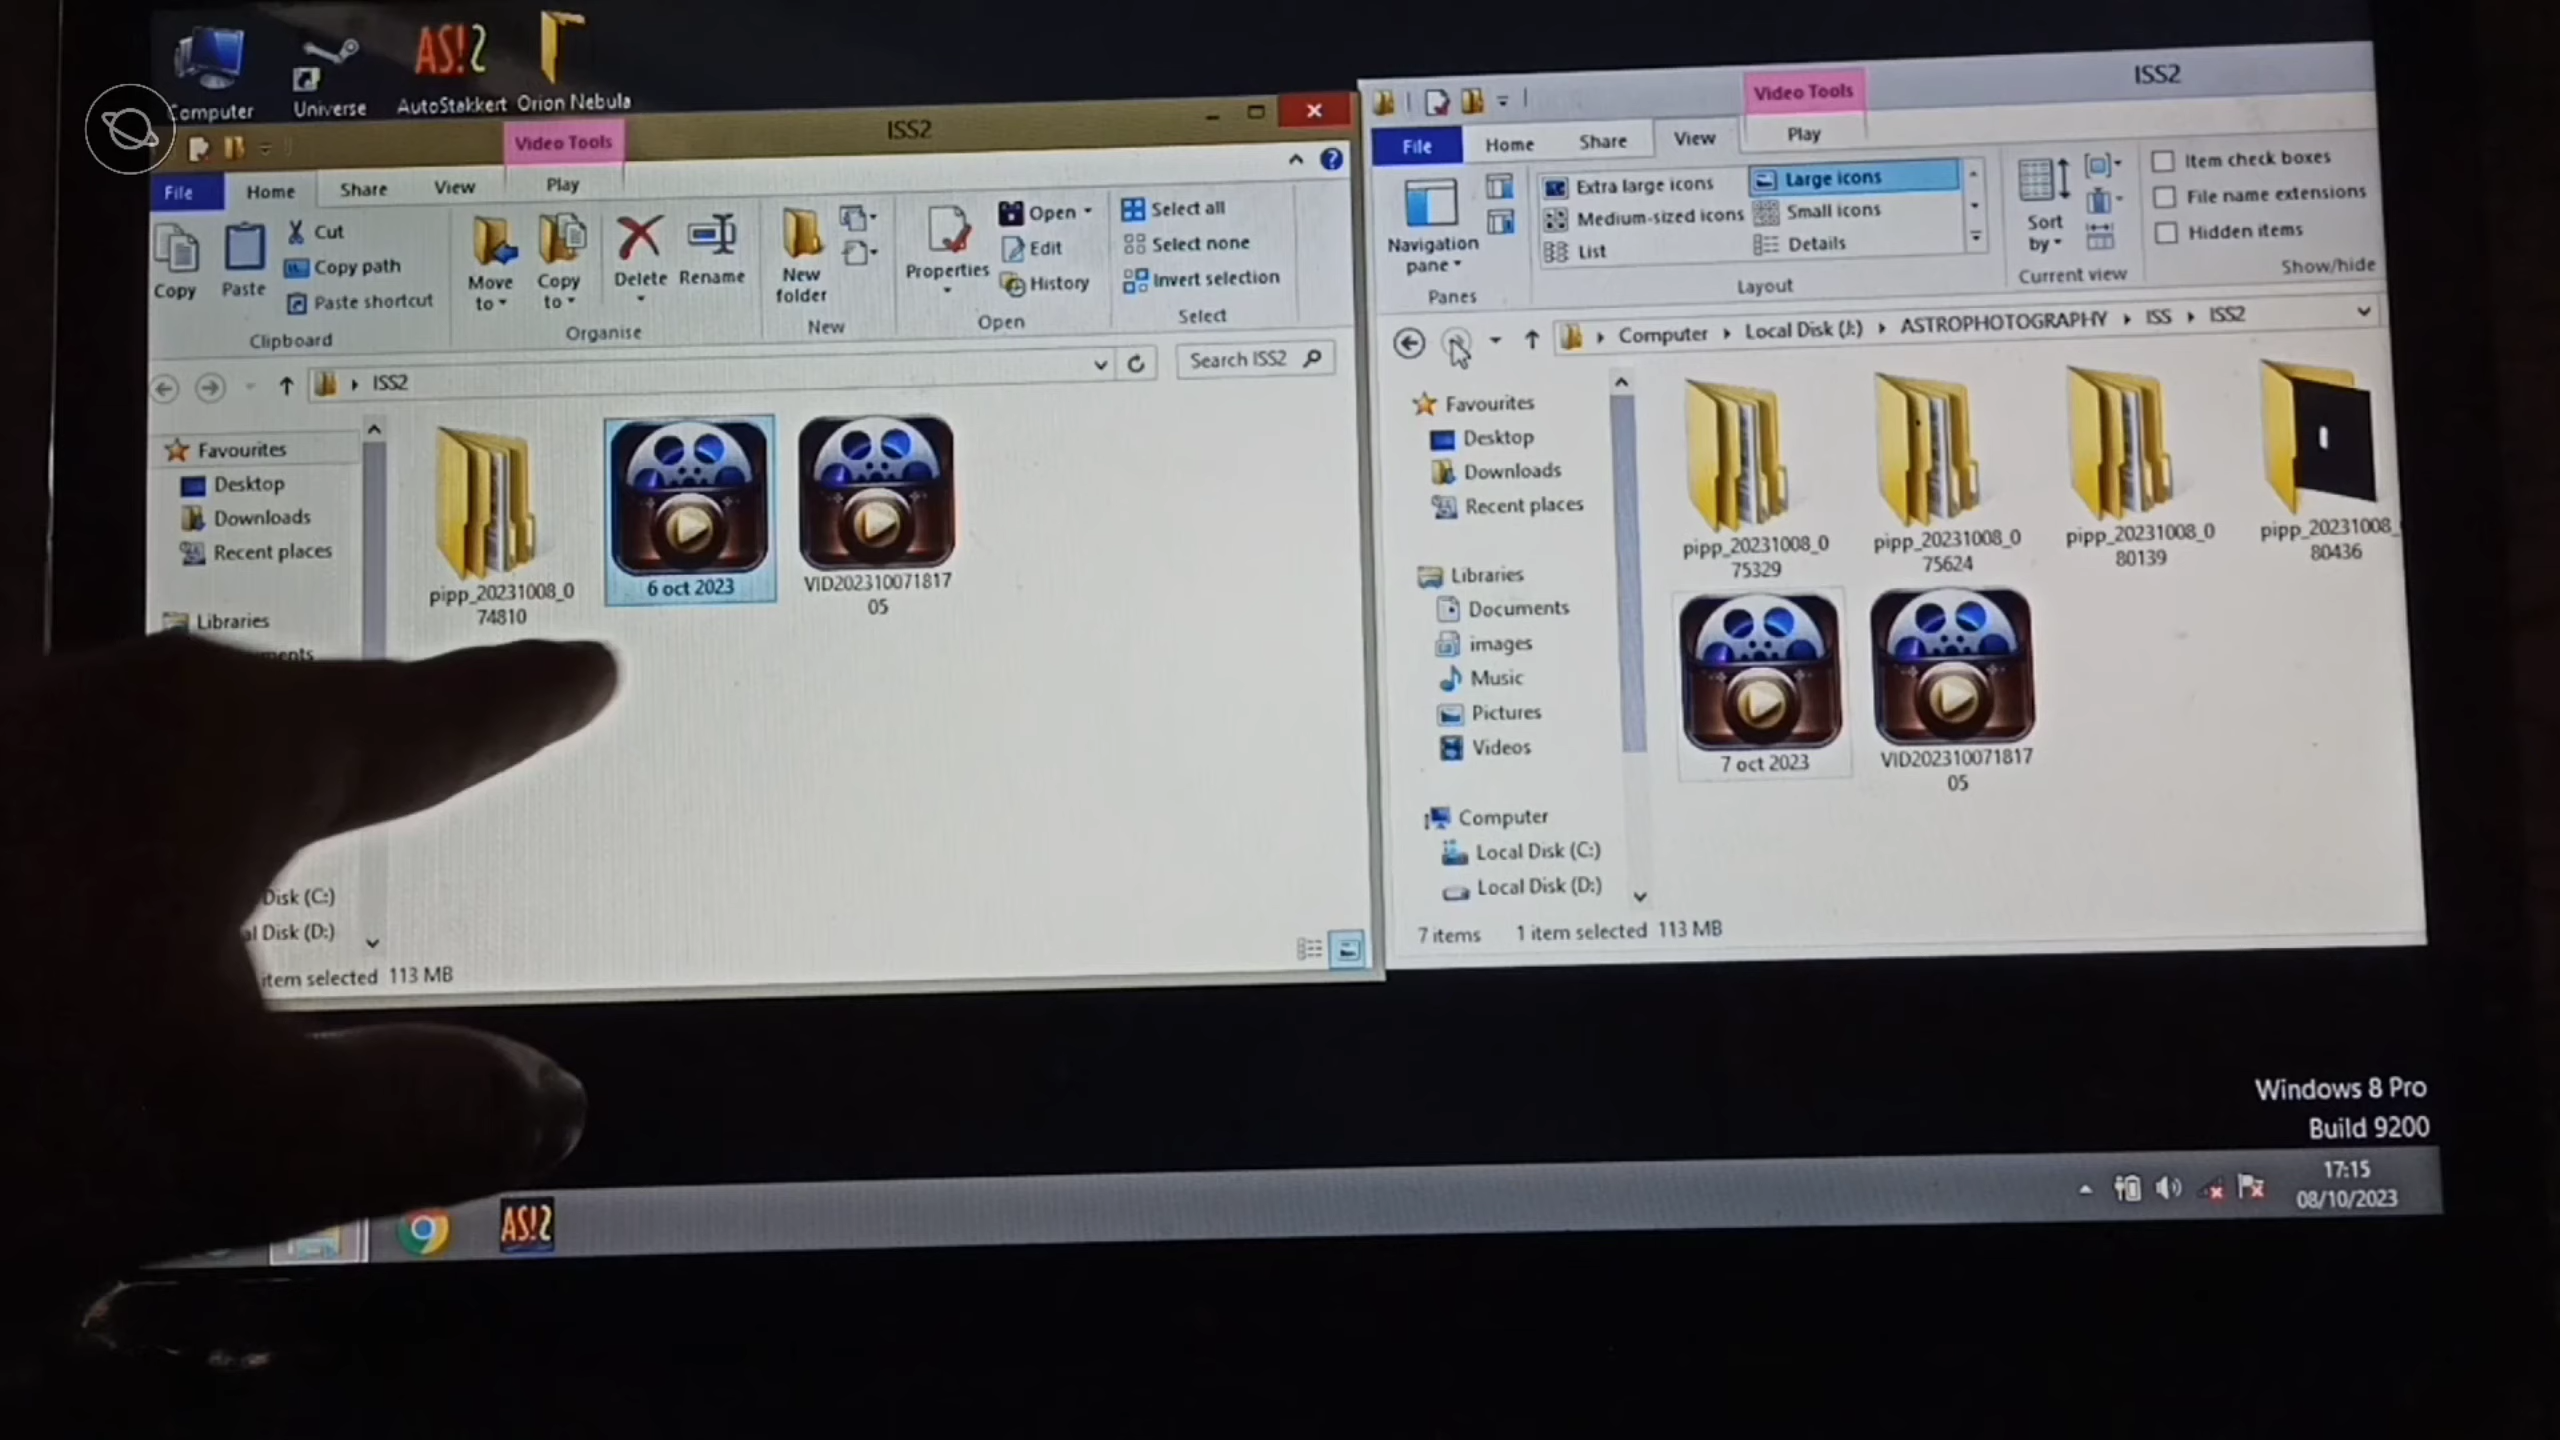 Computer
Universe
AutoStakkert
Orion Nebula
AS!2
Video Tools
ISS2
File
Home
Share
View
Play
Copy
Paste
Cut
Copy path
Paste shortcut
Clipboard
Move to
Copy to
Delete
Rename
Organise
New folder
New
Properties
Open
Edit
History
Open
Select all
Select none
Invert selection
Select
ISS2
Search ISS2
Favourites
Desktop
Downloads
Recent places
Libraries
ments
Disk (C:)
al Disk (D:)
pipp_20231008_0
74810
6 oct 2023
VID202310071817
05
item selected 113 MB
Video Tools
ISS2
File
Home
Share
View
Play
Navigation
pane
Panes
Extra large icons
Large icons
Medium-sized icons
Small icons
List
Details
Layout
Sort
by
Current view
Item check boxes
File name extensions
Hidden items
Show/hide
Computer
Local Disk (J:)
ASTROPHOTOGRAPHY
ISS
ISS2
Favourites
Desktop
Downloads
Recent places
Libraries
Documents
images
Music
Pictures
Videos
Computer
Local Disk (C:)
Local Disk (D:)
pipp_20231008_0
75329
pipp_20231008_0
75624
pipp_20231008_0
80139
pipp_20231008_
80436
7 oct 2023
VID202310071817
05
7 items 1 item selected 113 MB
Windows 8 Pro
Build 9200
AS!2
17:15
08/10/2023